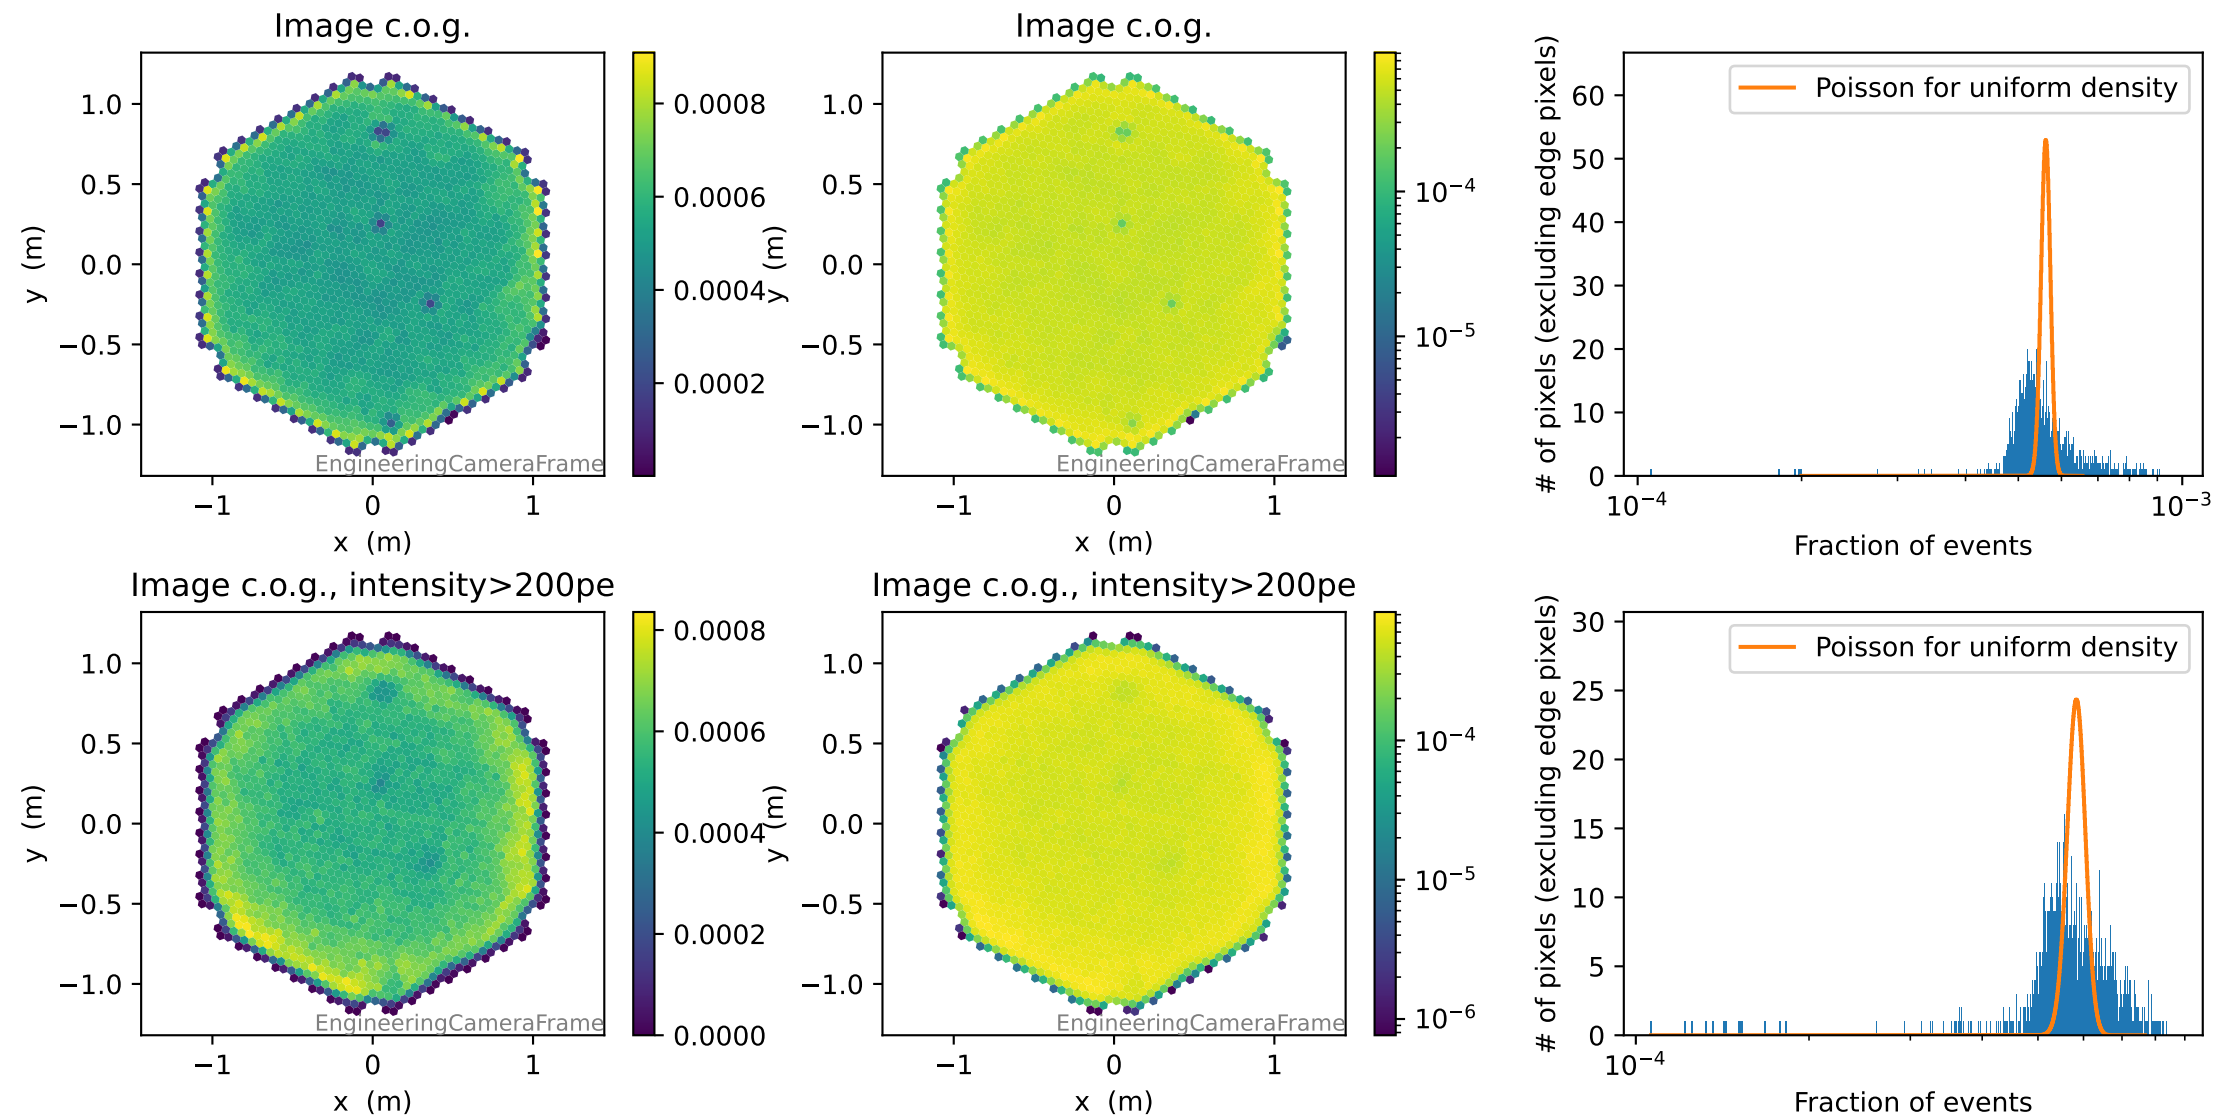 Image c.o.g.
1.0
0.5
0.0
−0.5
−1.0
y (m)
−1 0 1
x (m)
EngineeringCameraFrame
0.0008
0.0006
0.0004
0.0002
Image c.o.g.
1.0
0.5
0.0
−0.5
−1.0
y (m)
−1 0 1
x (m)
EngineeringCameraFrame
10⁻⁴
10⁻⁵
# of pixels (excluding edge pixels)
60
50
40
30
20
10
0
Poisson for uniform density
10⁻⁴ 10⁻³
Fraction of events
Image c.o.g., intensity>200pe
1.0
0.5
0.0
−0.5
−1.0
y (m)
−1 0 1
x (m)
EngineeringCameraFrame
0.0008
0.0006
0.0004
0.0002
0.0000
Image c.o.g., intensity>200pe
1.0
0.5
0.0
−0.5
−1.0
y (m)
−1 0 1
x (m)
EngineeringCameraFrame
10⁻⁴
10⁻⁵
10⁻⁶
# of pixels (excluding edge pixels)
30
25
20
15
10
5
0
Poisson for uniform density
10⁻⁴
Fraction of events